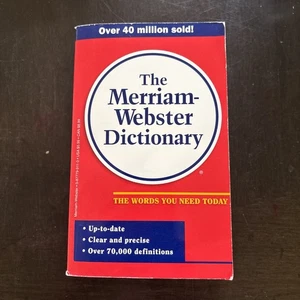 Over 40 million sold!
The
Merriam-
Webster
Dictionary
THE WORDS YOU NEED TODAY
• Up-to-date
• Clear and precise
• Over 70,000 definitions